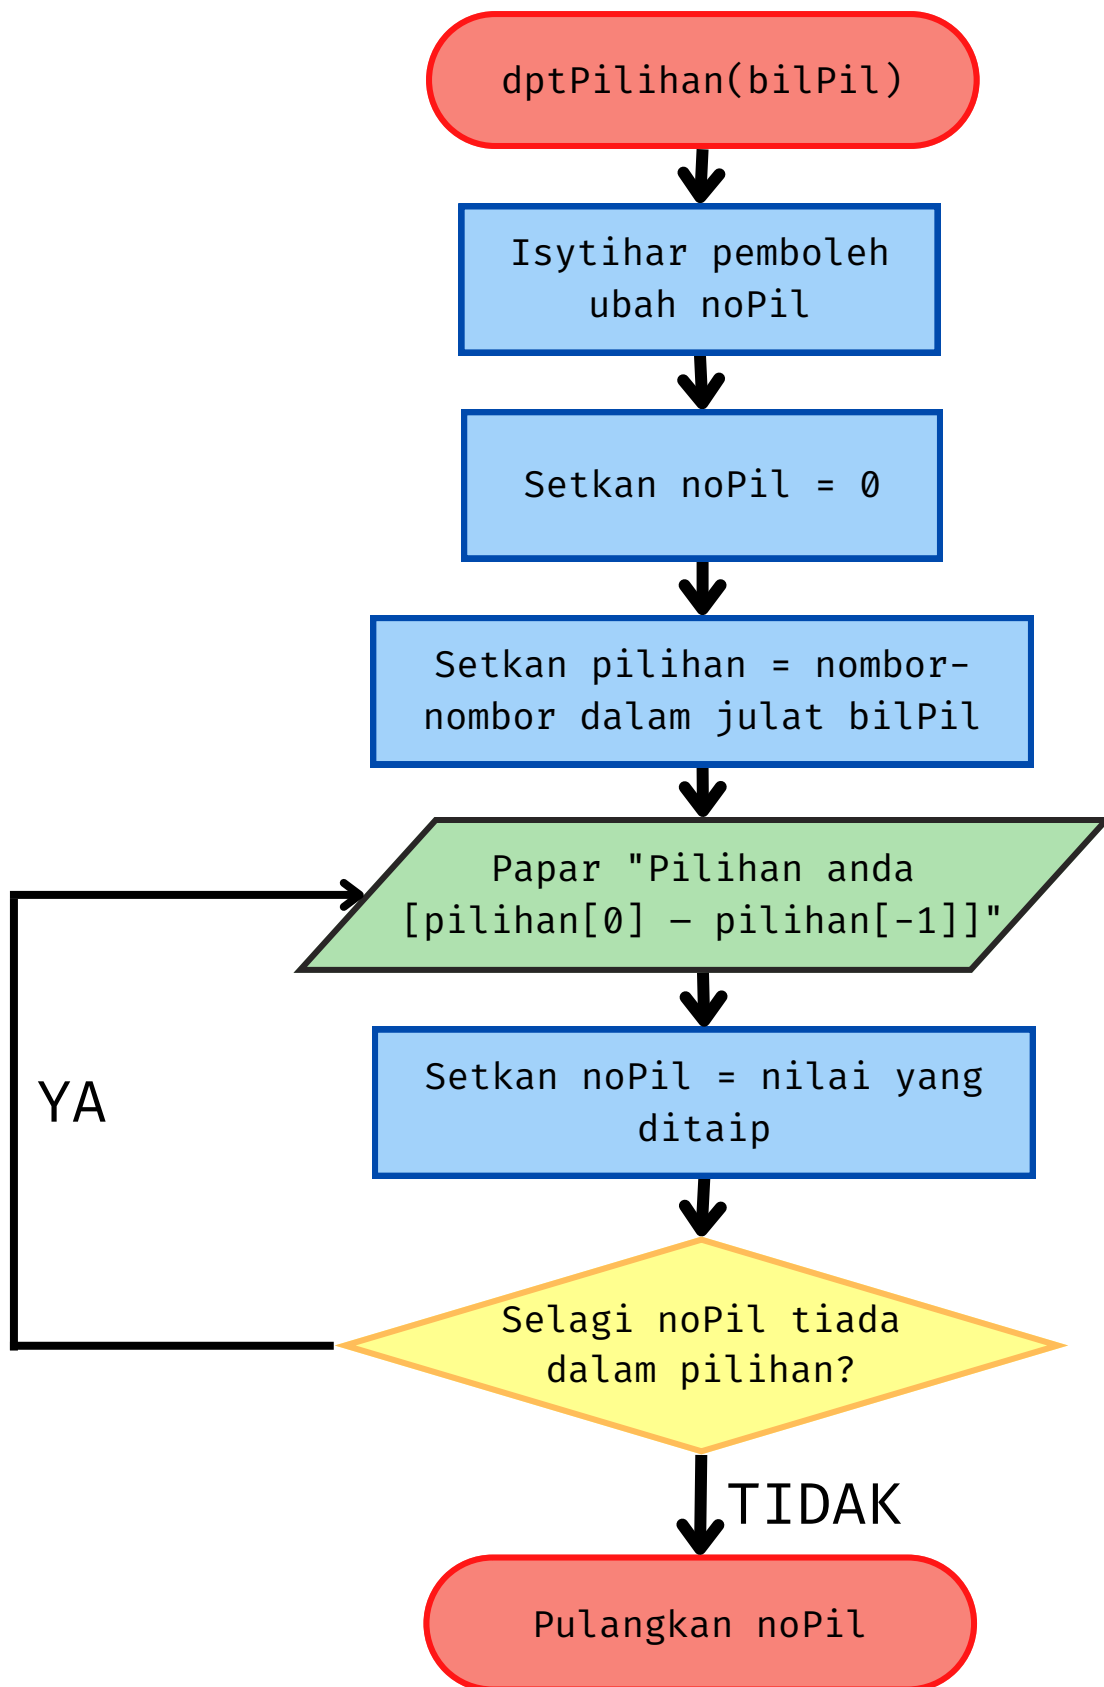 dptPilihan(bilPil)
Isytihar pemboleh
ubah noPil
Setkan noPil = 0
Setkan pilihan = nombor-
nombor dalam julat bilPil
Papar "Pilihan anda
[pilihan[0] – pilihan[-1]]"
Setkan noPil = nilai yang
ditaip
YA
Selagi noPil tiada
dalam pilihan?
TIDAK
Pulangkan noPil